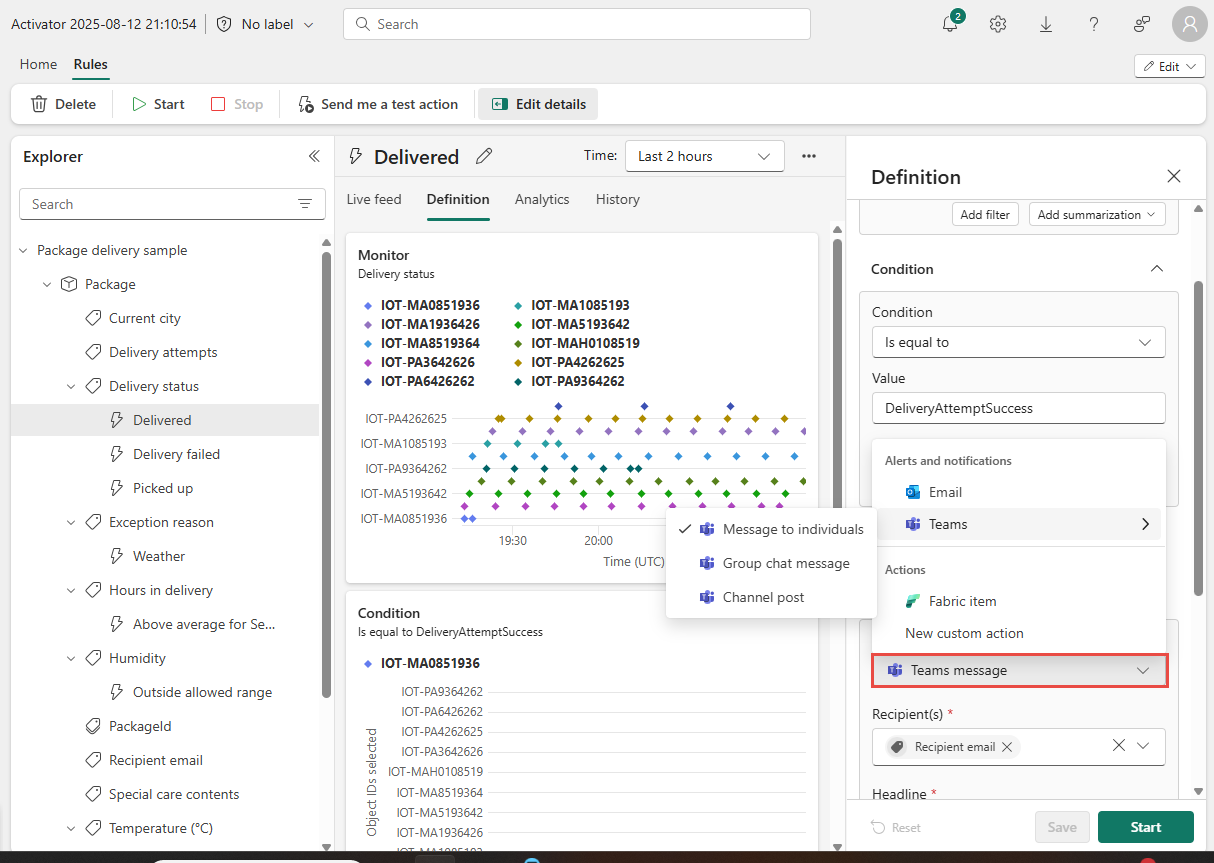 Activator 2025-08-12 21:10:54
No label
Search
2
Home
Rules
Edit
Delete
Start
Stop
Send me a test action
Edit details
Explorer
Search
Package delivery sample
Package
Current city
Delivery attempts
Delivery status
Delivered
Delivery failed
Picked up
Exception reason
Weather
Hours in delivery
Above average for Se...
Humidity
Outside allowed range
PackageId
Recipient email
Special care contents
Temperature (°C)
Delivered
Time:
Last 2 hours
Live feed
Definition
Analytics
History
Monitor
Delivery status
IOT-MA0851936
IOT-MA1085193
IOT-MA1936426
IOT-MA5193642
IOT-MA8519364
IOT-MAH0108519
IOT-PA3642626
IOT-PA4262625
IOT-PA6426262
IOT-PA9364262
IOT-PA4262625
IOT-MA1085193
IOT-PA9364262
IOT-MA5193642
IOT-MA0851936
19:30
20:00
Time (UTC)
Condition
Is equal to DeliveryAttemptSuccess
IOT-MA0851936
Object IDs selected
IOT-PA9364262
IOT-PA6426262
IOT-PA4262625
IOT-PA3642626
IOT-MAH0108519
IOT-MA8519364
IOT-MA5193642
IOT-MA1936426
IOT-MA1085193
Message to individuals
Group chat message
Channel post
Definition
Add filter
Add summarization
Condition
Condition
Is equal to
Value
DeliveryAttemptSuccess
Alerts and notifications
Email
Teams
Actions
Fabric item
New custom action
Teams message
Recipient(s) *
Recipient email
Headline *
Reset
Save
Start